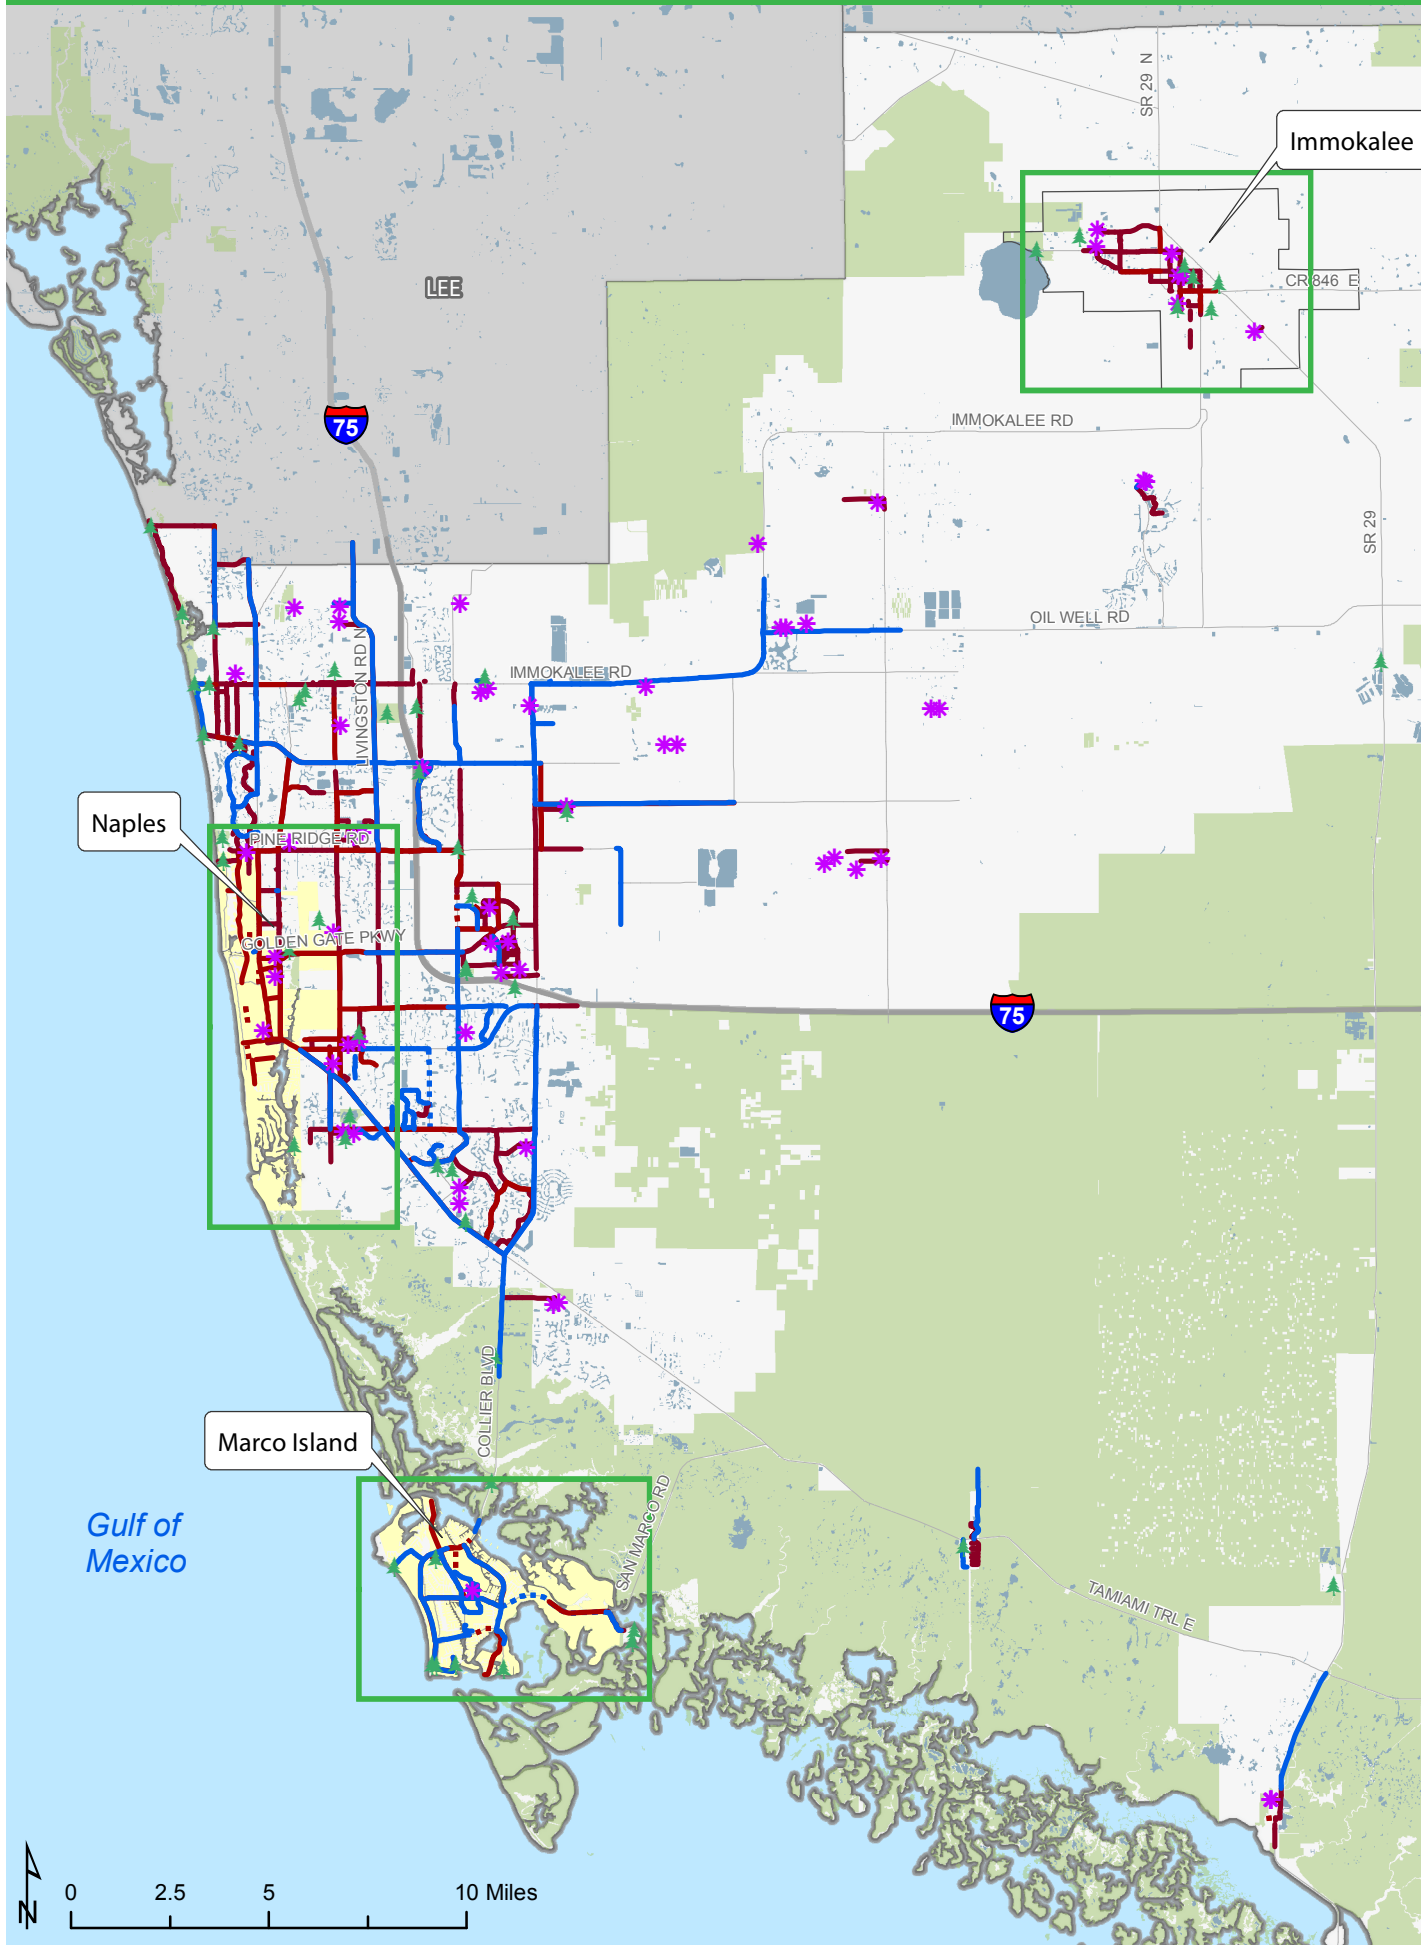 SR 29 N
Immokalee
LEE
CR 846 E
75
IMMOKALEE RD
SR 29
OIL WELL RD
LIVINGSTON RD N
IMMOKALEE RD
Naples
PINE RIDGE RD
GOLDEN GATE PKWY
75
COLLIER BLVD
Marco Island
SAN MARCO RD
Gulf of
Mexico
TAMIAMI TRL E
N
0 2.5 5 10 Miles